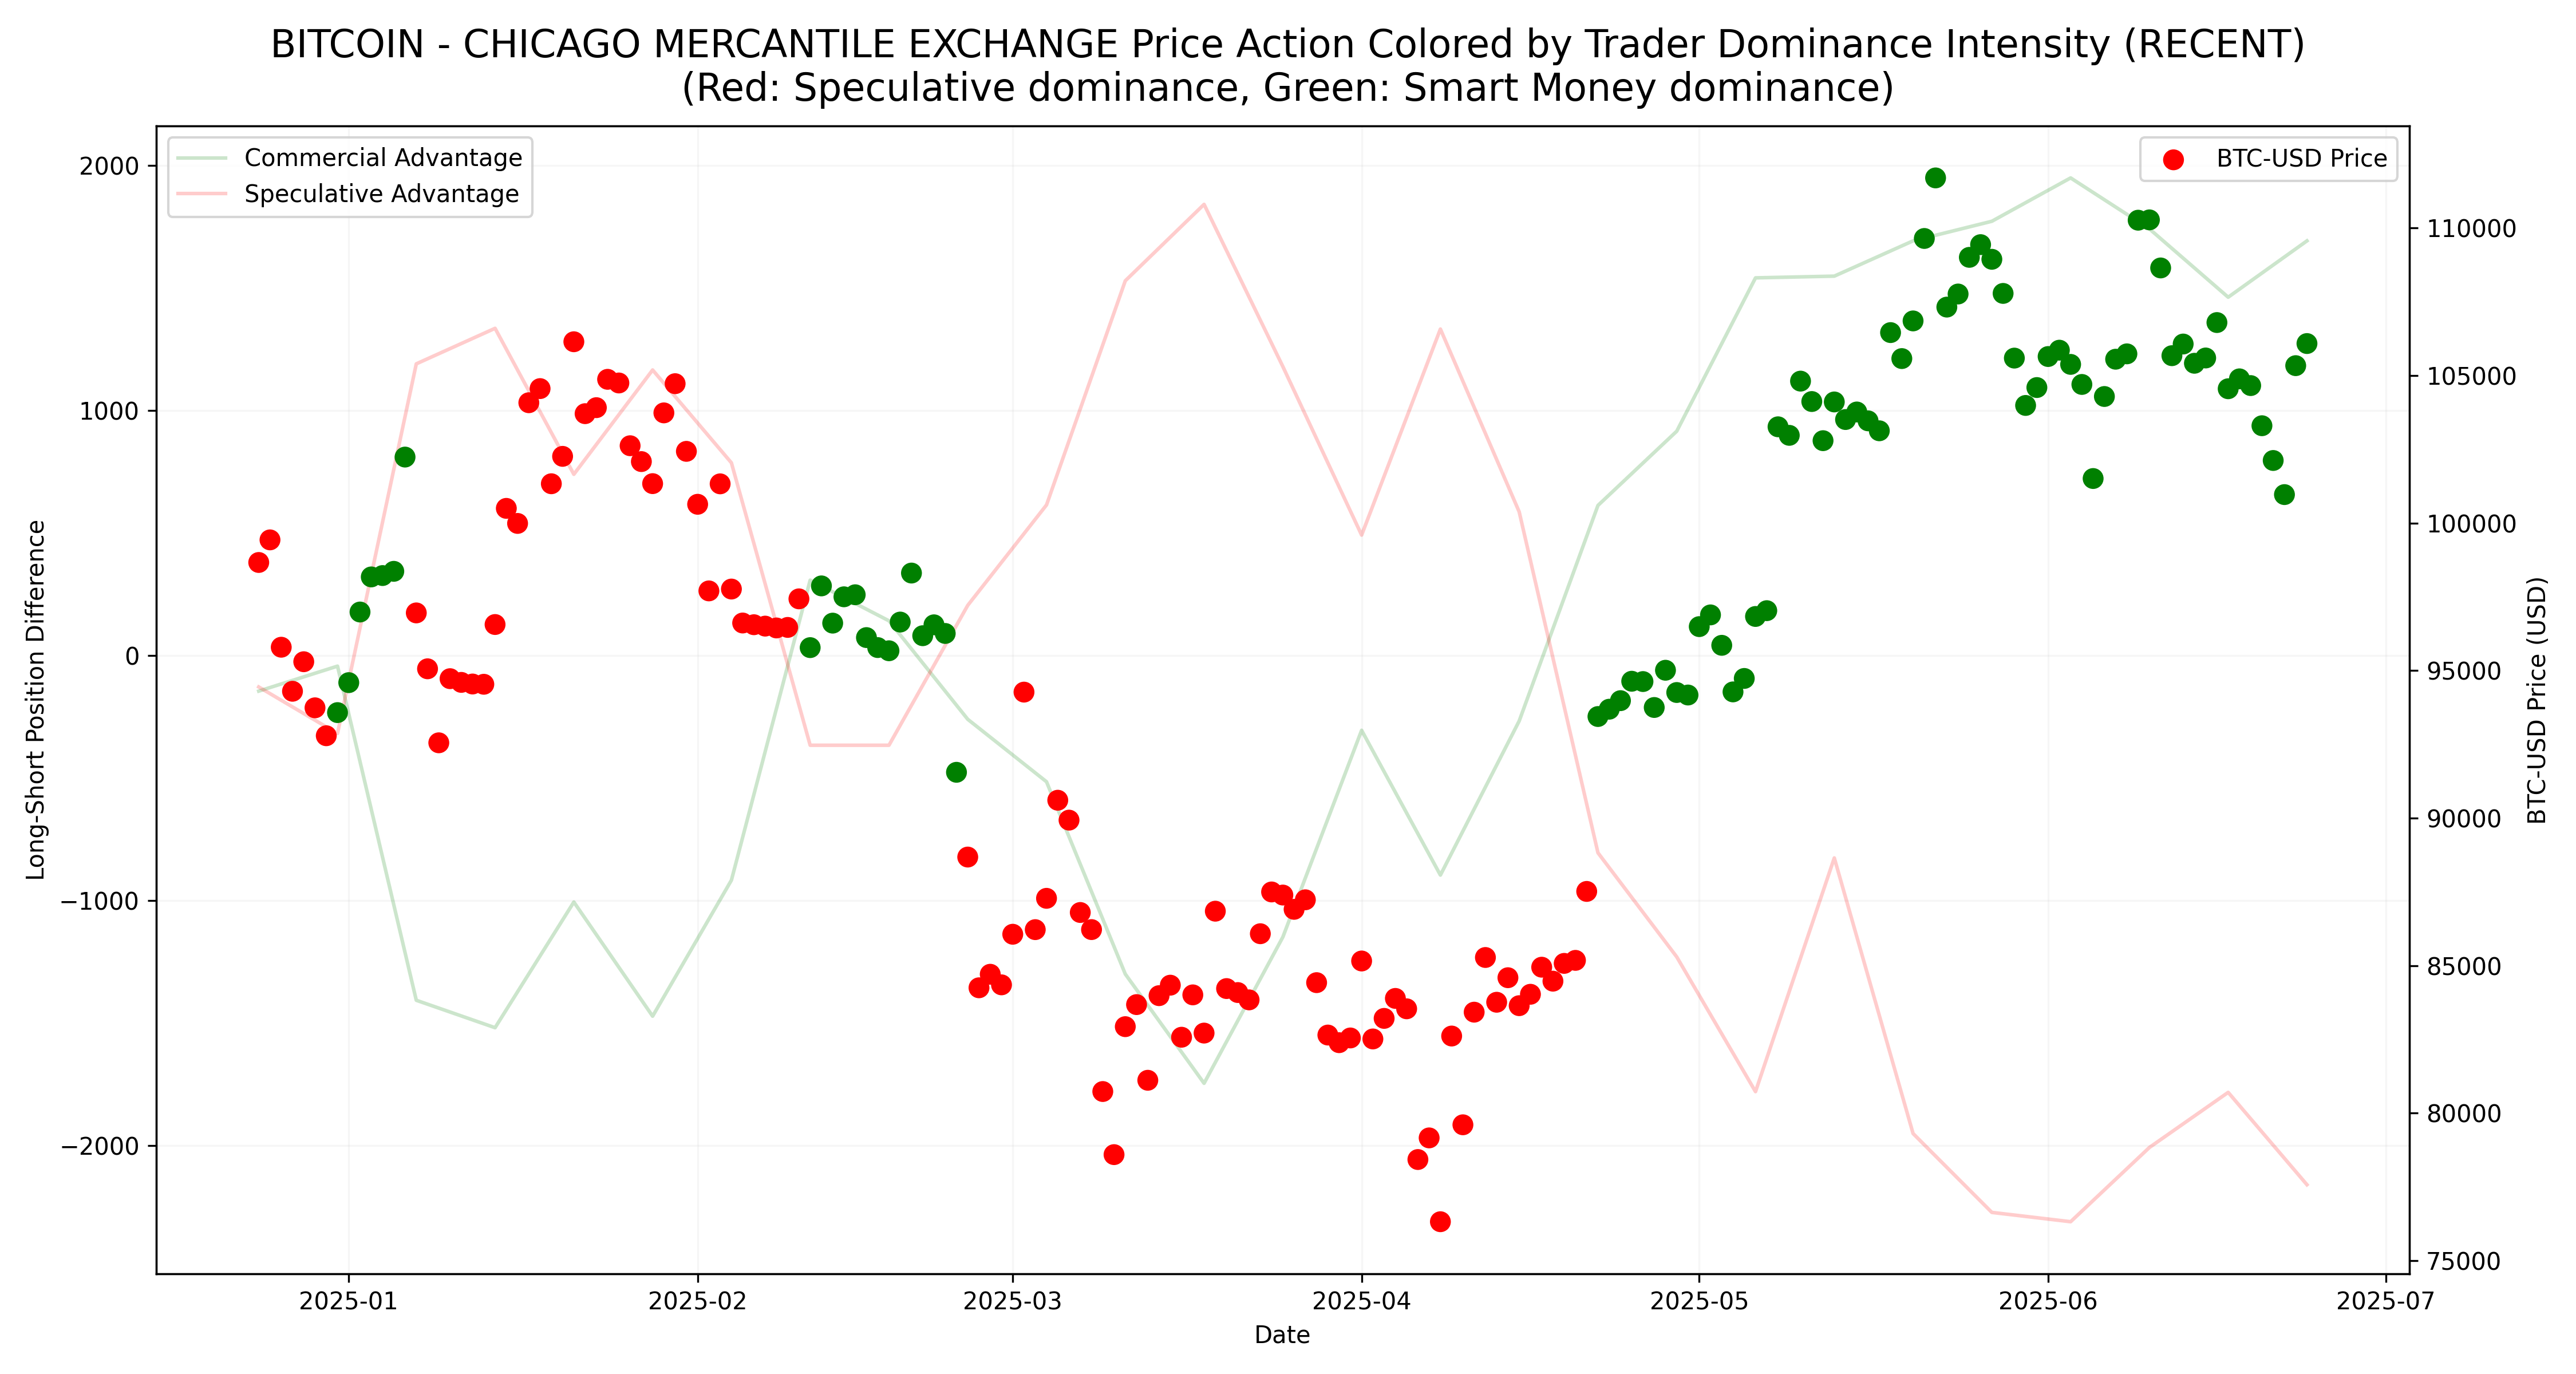 BITCOIN - CHICAGO MERCANTILE EXCHANGE Price Action Colored by Trader Dominance Intensity (RECENT)
(Red: Speculative dominance, Green: Smart Money dominance)
Commercial Advantage
Speculative Advantage
BTC-USD Price
2000
1000
0
−1000
−2000
Long-Short Position Difference
110000
105000
100000
95000
90000
85000
80000
75000
BTC-USD Price (USD)
2025-01
2025-02
2025-03
2025-04
2025-05
2025-06
2025-07
Date